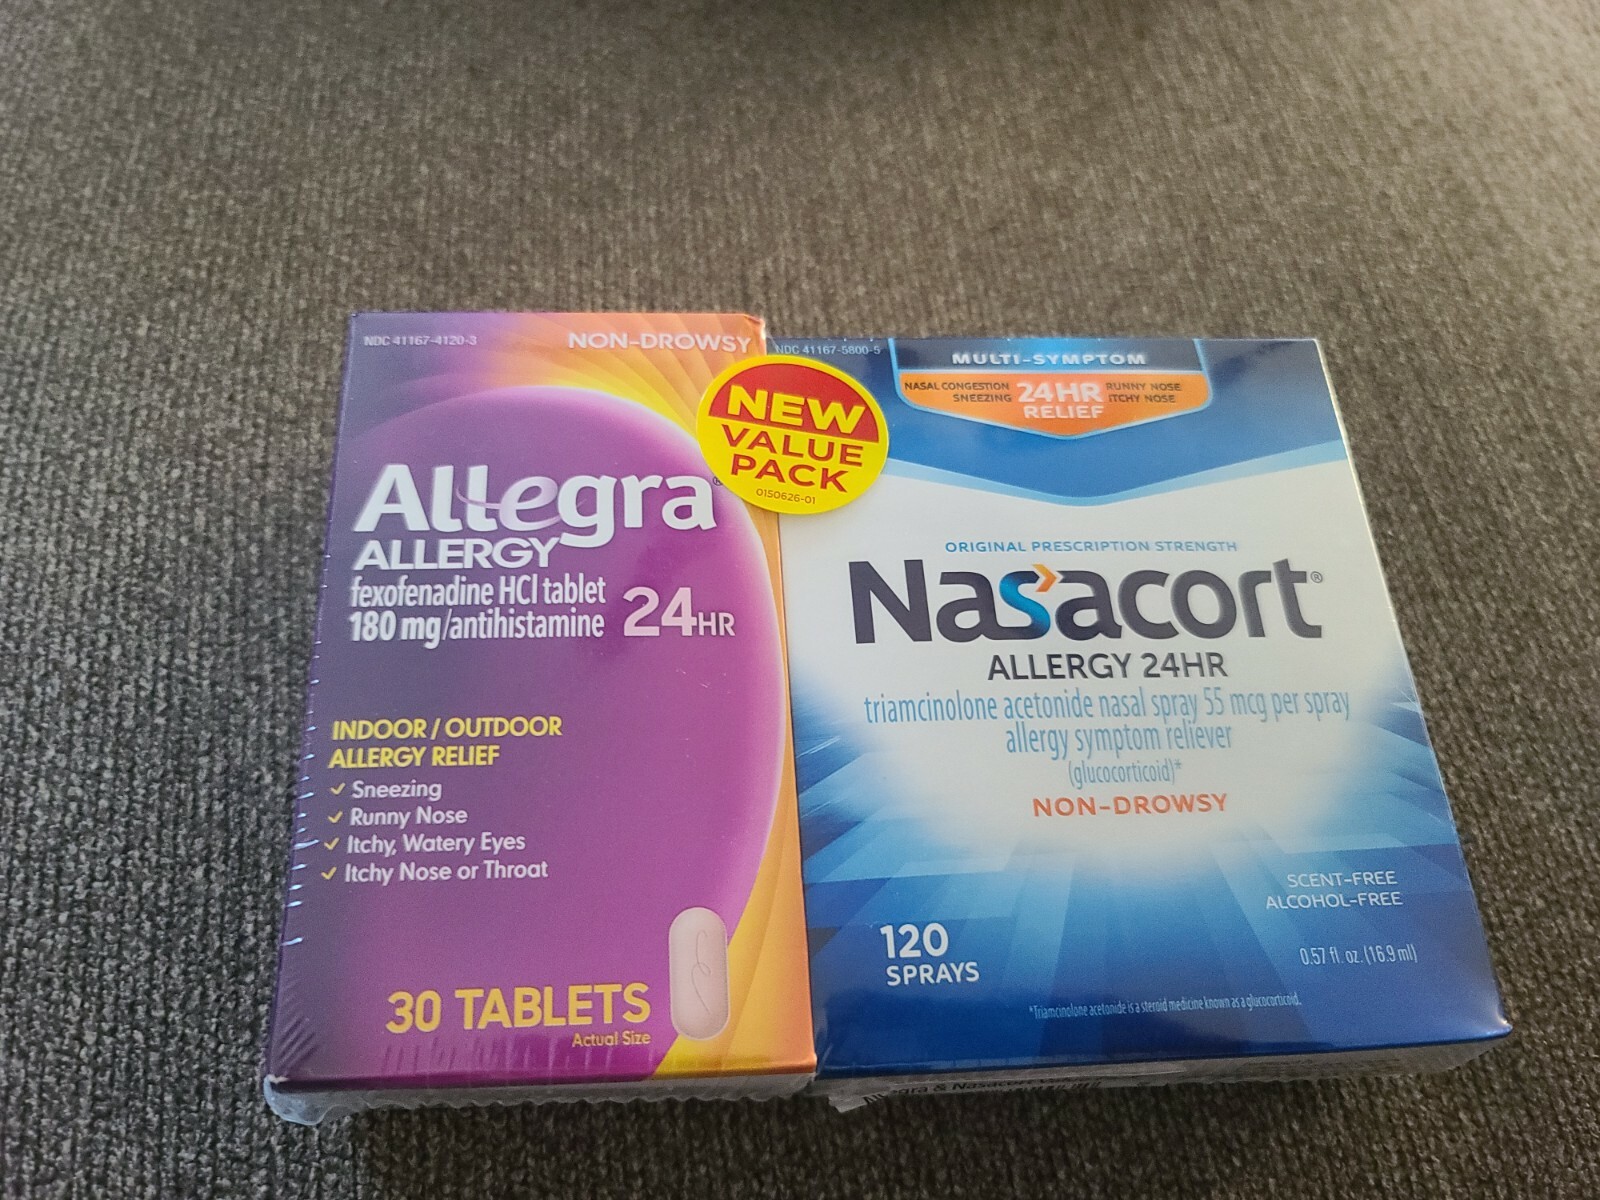 NDC 41167-4120-3
NON-DROWSY
Allegra
ALLERGY
fexofenadine HCl tablet
180 mg/antihistamine
24HR
INDOOR / OUTDOOR
ALLERGY RELIEF
✓ Sneezing
✓ Runny Nose
✓ Itchy, Watery Eyes
✓ Itchy Nose or Throat
30 TABLETS
Actual Size
NEW
VALUE
PACK
0150626-01
NDC 41167-5800-5
MULTI-SYMPTOM
NASAL CONGESTION
SNEEZING
24HR
RELIEF
RUNNY NOSE
ITCHY NOSE
ORIGINAL PRESCRIPTION STRENGTH
Nasacort®
ALLERGY 24HR
triamcinolone acetonide nasal spray 55 mcg per spray
allergy symptom reliever
(glucocorticoid)*
NON-DROWSY
SCENT-FREE
ALCOHOL-FREE
120
SPRAYS
0.57 fl. oz. (16.9 ml)
*Triamcinolone acetonide is a steroid medicine known as a glucocorticoid.
& Nasacort